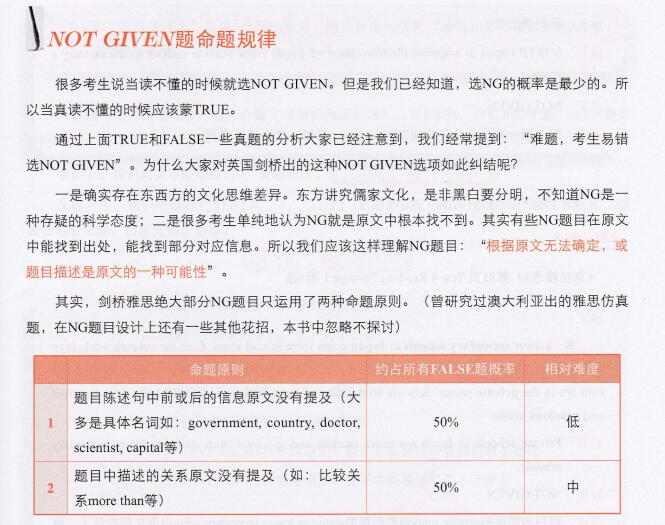 NOT GIVEN题命题规律
很多考生说当读不懂的时候就选NOT GIVEN。但是我们已经知道，选NG的概率是最少的。所
以当真读不懂的时候应该蒙TRUE。
通过上面TRUE和FALSE一些真题的分析大家已经注意到，我们经常提到：“难题，考生易错
选NOT GIVEN”。为什么大家对英国剑桥出的这种NOT GIVEN选项如此纠结呢？
一是确实存在东西方的文化思维差异。东方讲究儒家文化，是非黑白要分明，不知道NG是一
种存疑的科学态度；二是很多考生单纯地认为NG就是原文中根本找不到。其实有些NG题目在原文
中能找到出处，能找到部分对应信息。所以我们应该这样理解NG题目：“根据原文无法确定，或
题目描述是原文的一种可能性”。
其实，剑桥雅思绝大部分NG题目只运用了两种命题原则。（曾研究过澳大利亚出的雅思仿真
题，在NG题目设计上还有一些其他花招，本书中忽略不探讨）
命题原则 约占所有FALSE题概率 相对难度
题目陈述句中前或后的信息原文没有提及（大
1 多是具体名词如：government, country, doctor, 50% 低
scientist, capital等）
2 题目中描述的关系原文没有提及（如：比较关 50% 中
系more than等）